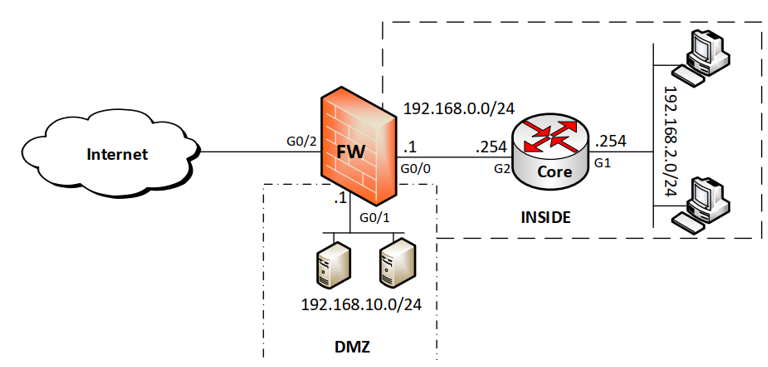 192.168.0.0/24
G0/2
FW
.1
.254
.254
Internet
G0/0
G2
Core
G1
192.168.2.0/24
.1
G0/1
INSIDE
192.168.10.0/24
DMZ